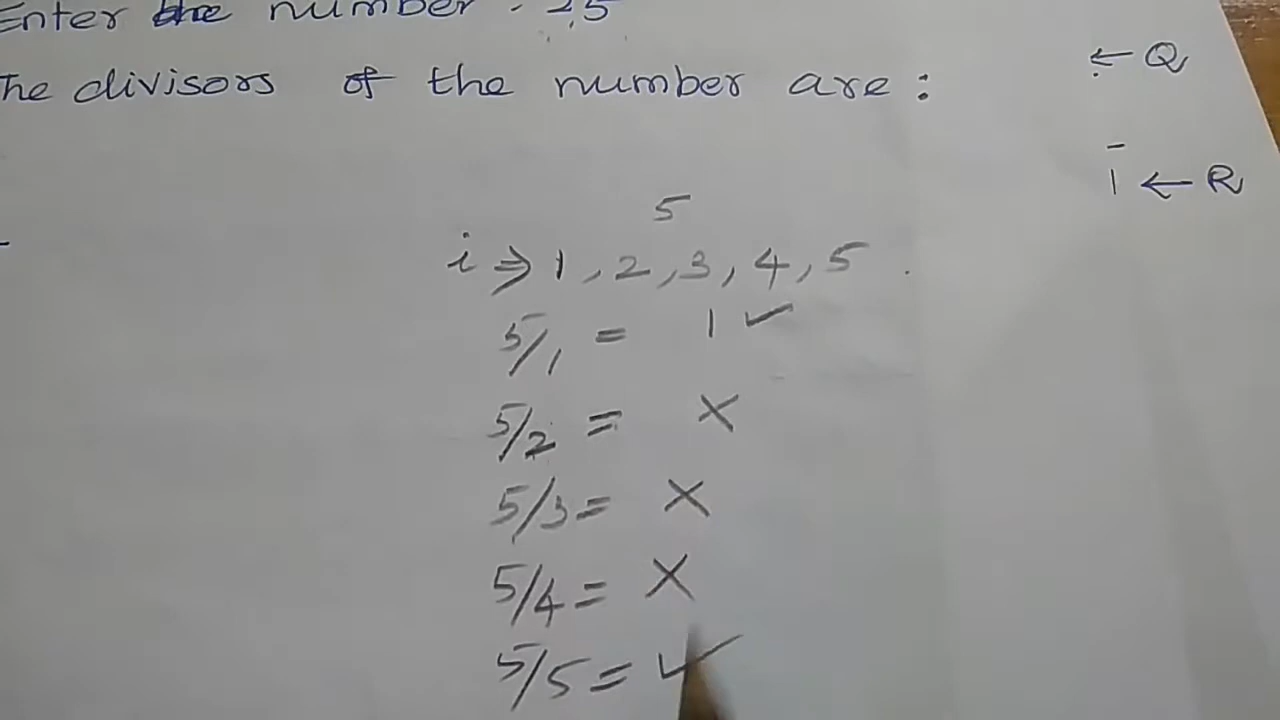 Enter the number : 25
The divisors of the number are :
← Q
1 ← R
5
i ⇒ 1 , 2 , 3 , 4 , 5 .
5/1 = 1 ✓
5/2 = ×
5/3 = ×
5/4 = ×
5/5 = ✓